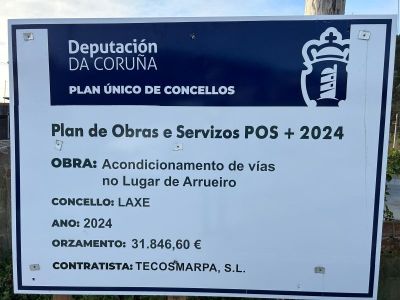 Deputación
DA CORUÑA
PLAN ÚNICO DE CONCELLOS
Plan de Obras e Servizos POS + 2024
OBRA: Acondicionamento de vías
no Lugar de Arrueiro
CONCELLO: LAXE
ANO: 2024
ORZAMENTO: 31.846,60 €
CONTRATISTA: TECOSMARPA, S.L.